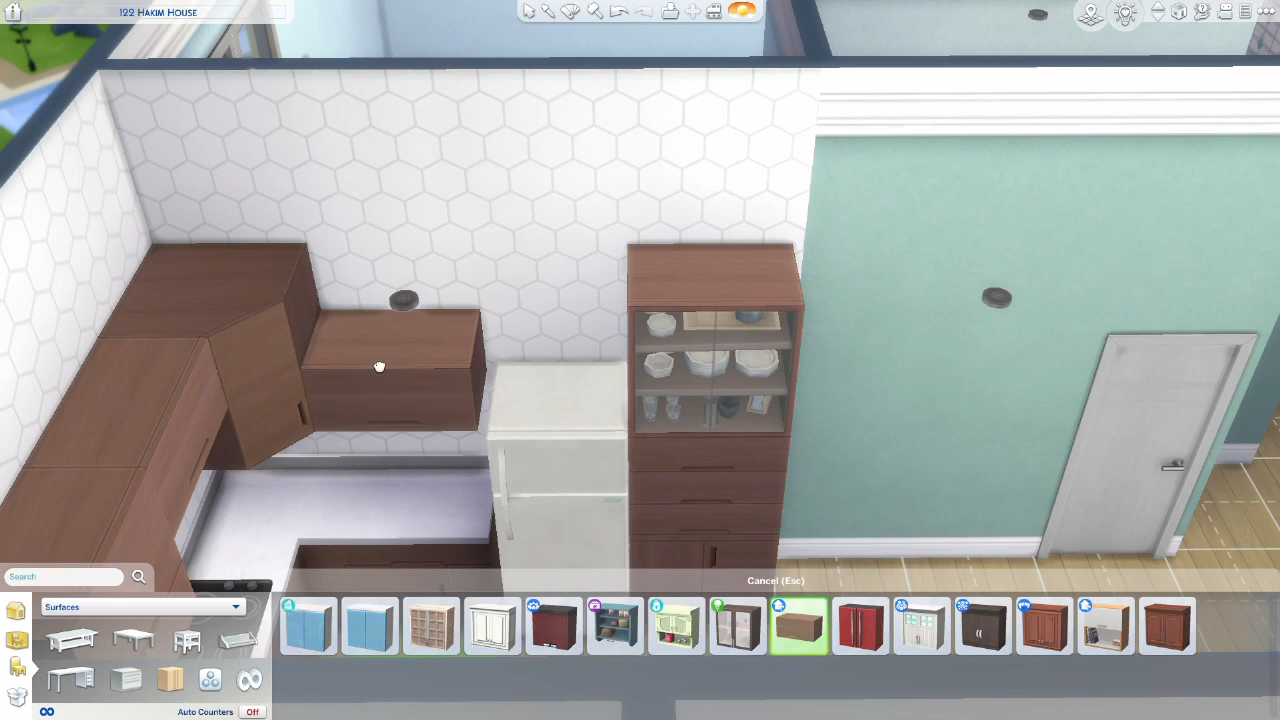 122 Hakim House
Cancel (Esc)
Search
Surfaces
Auto Counters Off